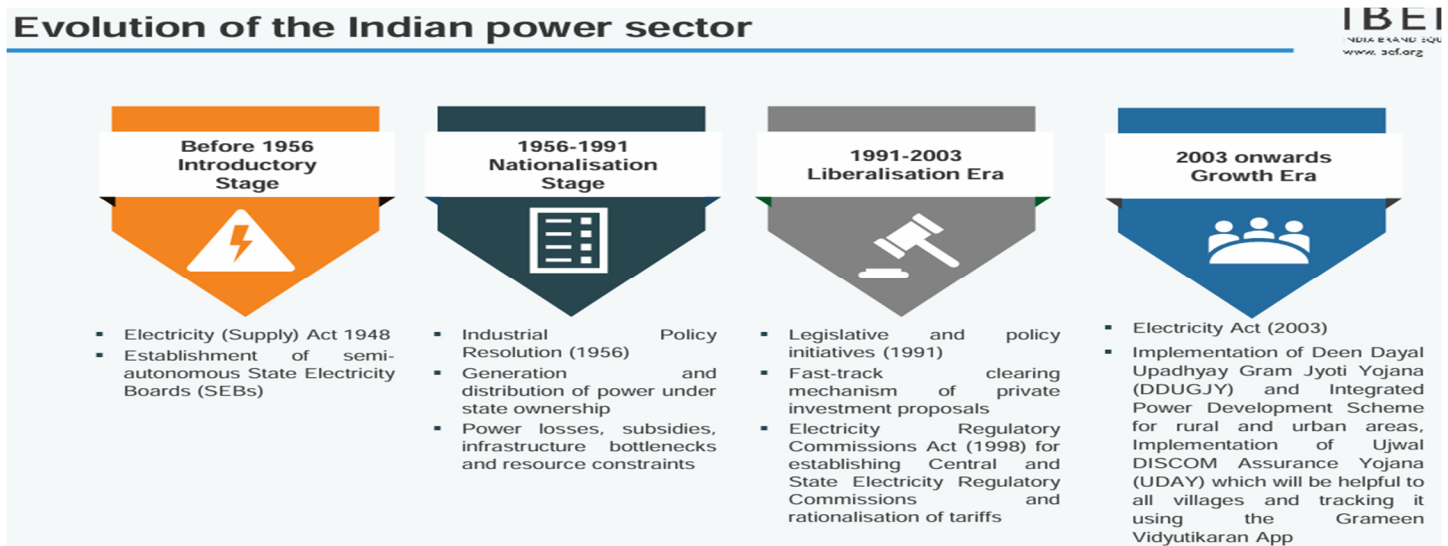 Evolution of the Indian power sector
Before 1956
Introductory
Stage
Electricity (Supply) Act 1948
Establishment of semi-
autonomous State Electricity
Boards (SEBs)
1956-1991
Nationalisation
Stage
Industrial Policy
Resolution (1956)
Generation and
distribution of power under
state ownership
Power losses, subsidies,
infrastructure bottlenecks
and resource constraints
1991-2003
Liberalisation Era
Legislative and policy
initiatives (1991)
Fast-track clearing
mechanism of private
investment proposals
Electricity Regulatory
Commissions Act (1998) for
establishing Central and
State Electricity Regulatory
Commissions and
rationalisation of tariffs
2003 onwards
Growth Era
Electricity Act (2003)
Implementation of Deen Dayal
Upadhyay Gram Jyoti Yojana
(DDUGJY) and Integrated
Power Development Scheme
for rural and urban areas,
Implementation of Ujwal
DISCOM Assurance Yojana
(UDAY) which will be helpful to
all villages and tracking it
using the Grameen
Vidyutikaran App